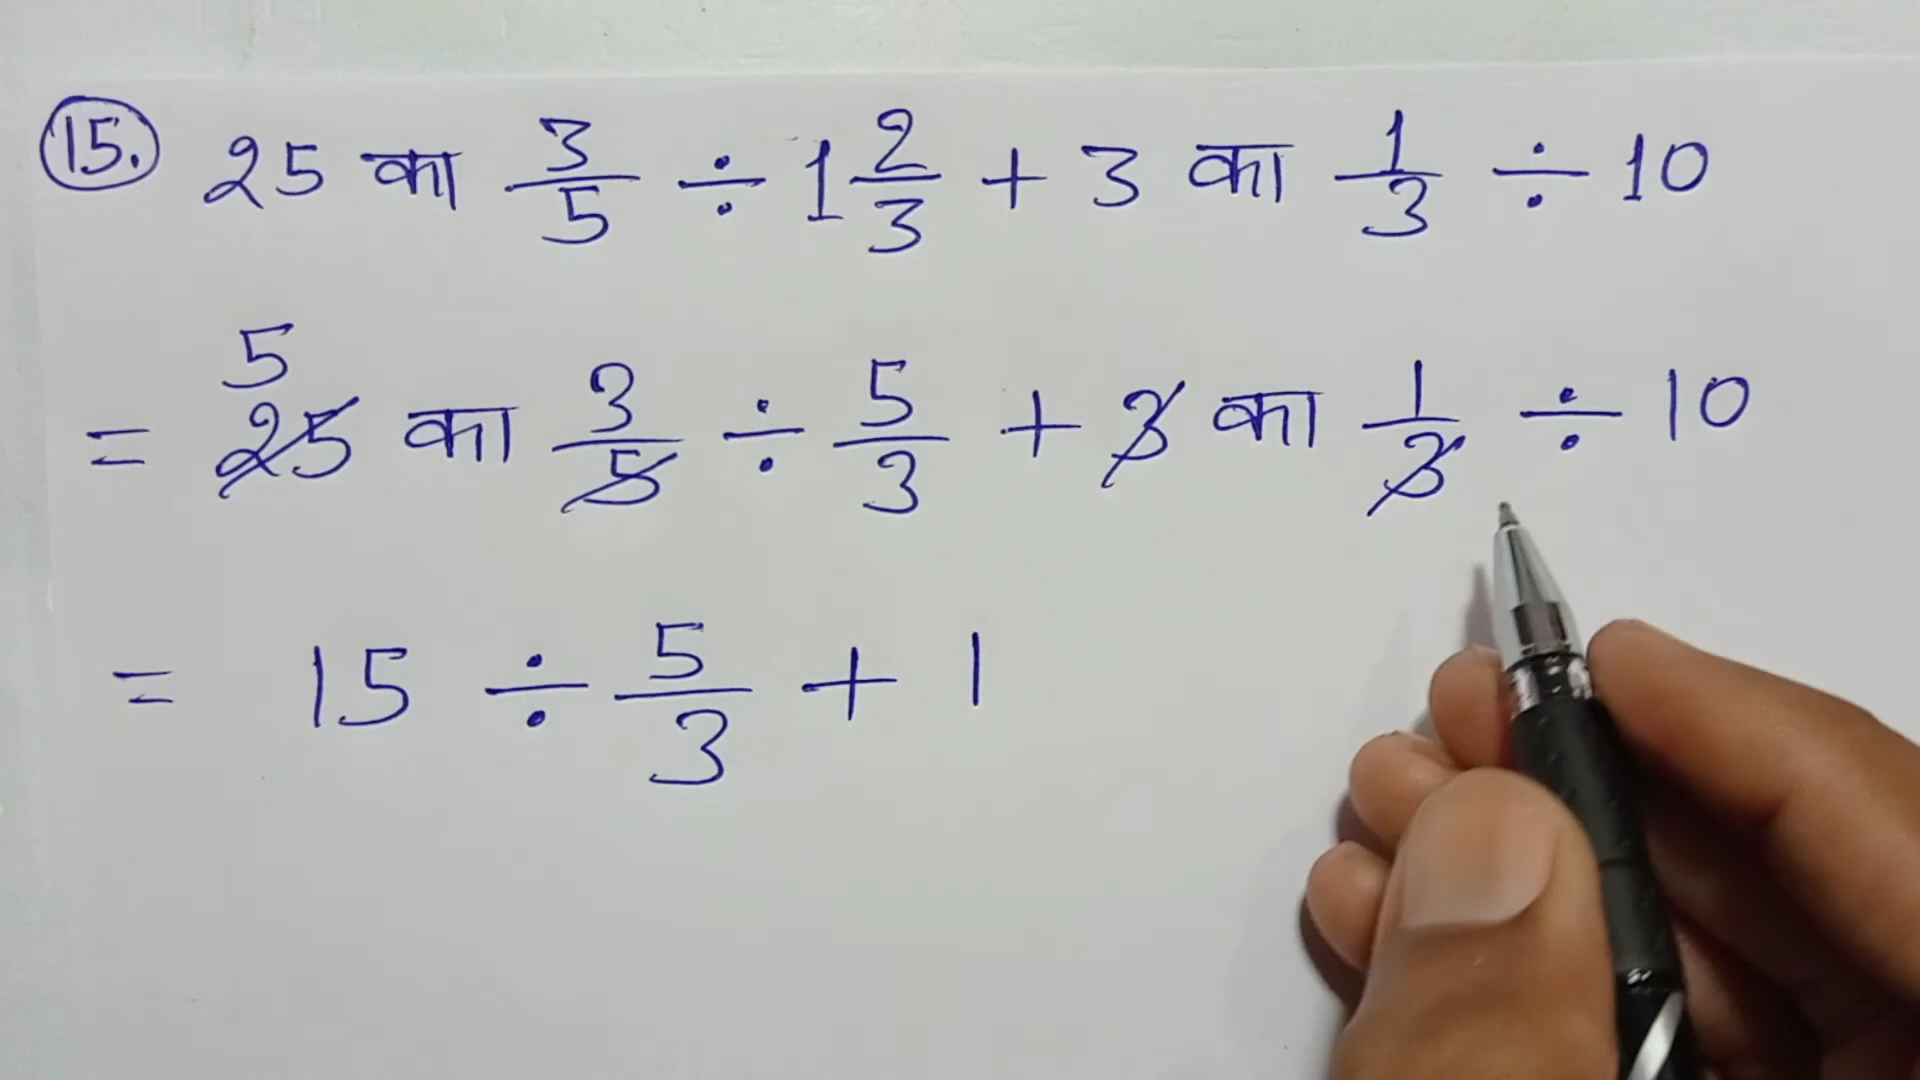 15. 25 का 3/5 ÷ 1 2/3 + 3 का 1/3 ÷ 10
= 5 25 का 3/5 ÷ 5/3 + 3 का 1/3 ÷ 10
= 15 ÷ 5/3 + 1